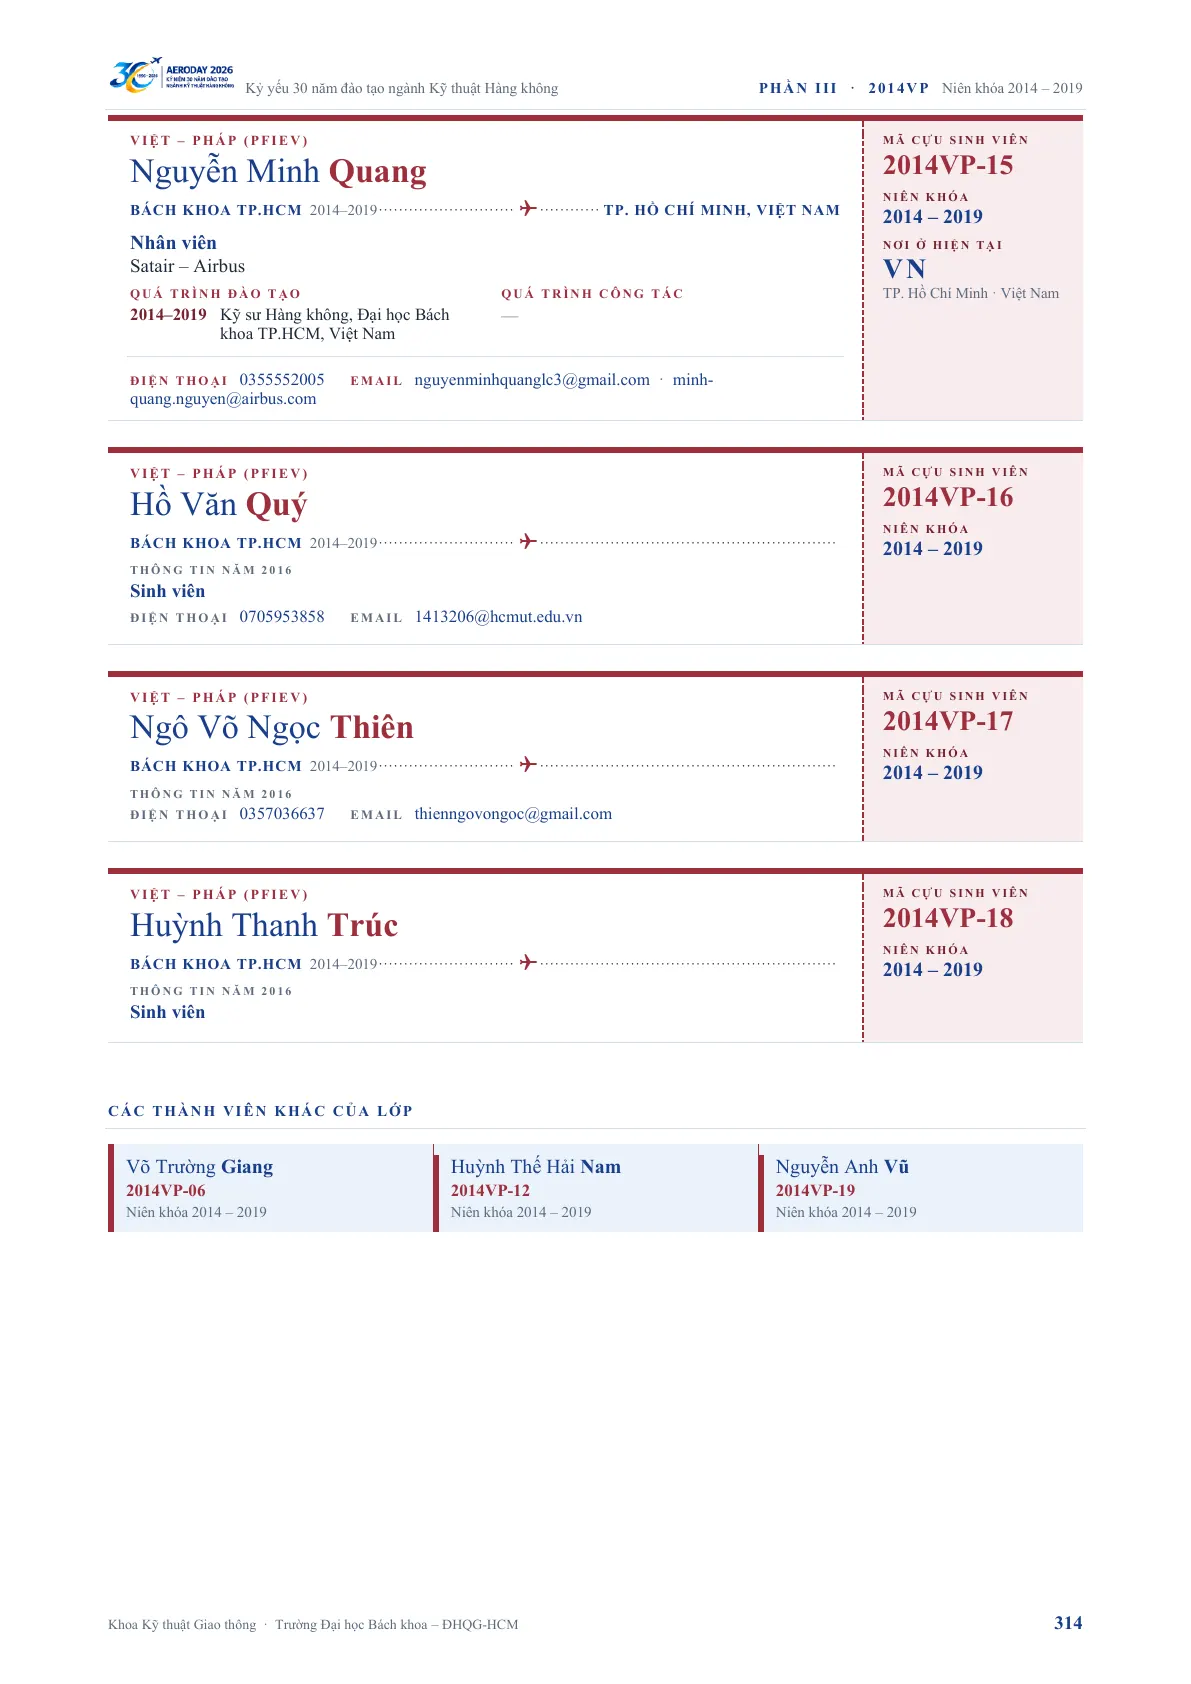 AERODAY 2026
KỶ NIỆM 30 NĂM ĐÀO TẠO
NGÀNH KỸ THUẬT HÀNG KHÔNG
Kỷ yếu 30 năm đào tạo ngành Kỹ thuật Hàng không
PHẦN III · 2014VP Niên khóa 2014 – 2019
VIỆT – PHÁP (PFIEV)
Nguyễn Minh Quang
BÁCH KHOA TP.HCM 2014–2019 TP. HỒ CHÍ MINH, VIỆT NAM
Nhân viên
Satair – Airbus
QUÁ TRÌNH ĐÀO TẠO
2014–2019 Kỹ sư Hàng không, Đại học Bách
khoa TP.HCM, Việt Nam
QUÁ TRÌNH CÔNG TÁC
—
ĐIỆN THOẠI 0355552005 EMAIL nguyenminhquanglc3@gmail.com · minh-
quang.nguyen@airbus.com
MÃ CỰU SINH VIÊN
2014VP-15
NIÊN KHÓA
2014 – 2019
NƠI Ở HIỆN TẠI
VN
TP. Hồ Chí Minh · Việt Nam
VIỆT – PHÁP (PFIEV)
Hồ Văn Quý
BÁCH KHOA TP.HCM 2014–2019
THÔNG TIN NĂM 2016
Sinh viên
ĐIỆN THOẠI 0705953858 EMAIL 1413206@hcmut.edu.vn
MÃ CỰU SINH VIÊN
2014VP-16
NIÊN KHÓA
2014 – 2019
VIỆT – PHÁP (PFIEV)
Ngô Võ Ngọc Thiên
BÁCH KHOA TP.HCM 2014–2019
THÔNG TIN NĂM 2016
ĐIỆN THOẠI 0357036637 EMAIL thienngovongoc@gmail.com
MÃ CỰU SINH VIÊN
2014VP-17
NIÊN KHÓA
2014 – 2019
VIỆT – PHÁP (PFIEV)
Huỳnh Thanh Trúc
BÁCH KHOA TP.HCM 2014–2019
THÔNG TIN NĂM 2016
Sinh viên
MÃ CỰU SINH VIÊN
2014VP-18
NIÊN KHÓA
2014 – 2019
CÁC THÀNH VIÊN KHÁC CỦA LỚP
Võ Trường Giang
2014VP-06
Niên khóa 2014 – 2019
Huỳnh Thế Hải Nam
2014VP-12
Niên khóa 2014 – 2019
Nguyễn Anh Vũ
2014VP-19
Niên khóa 2014 – 2019
Khoa Kỹ thuật Giao thông · Trường Đại học Bách khoa – ĐHQG-HCM
314